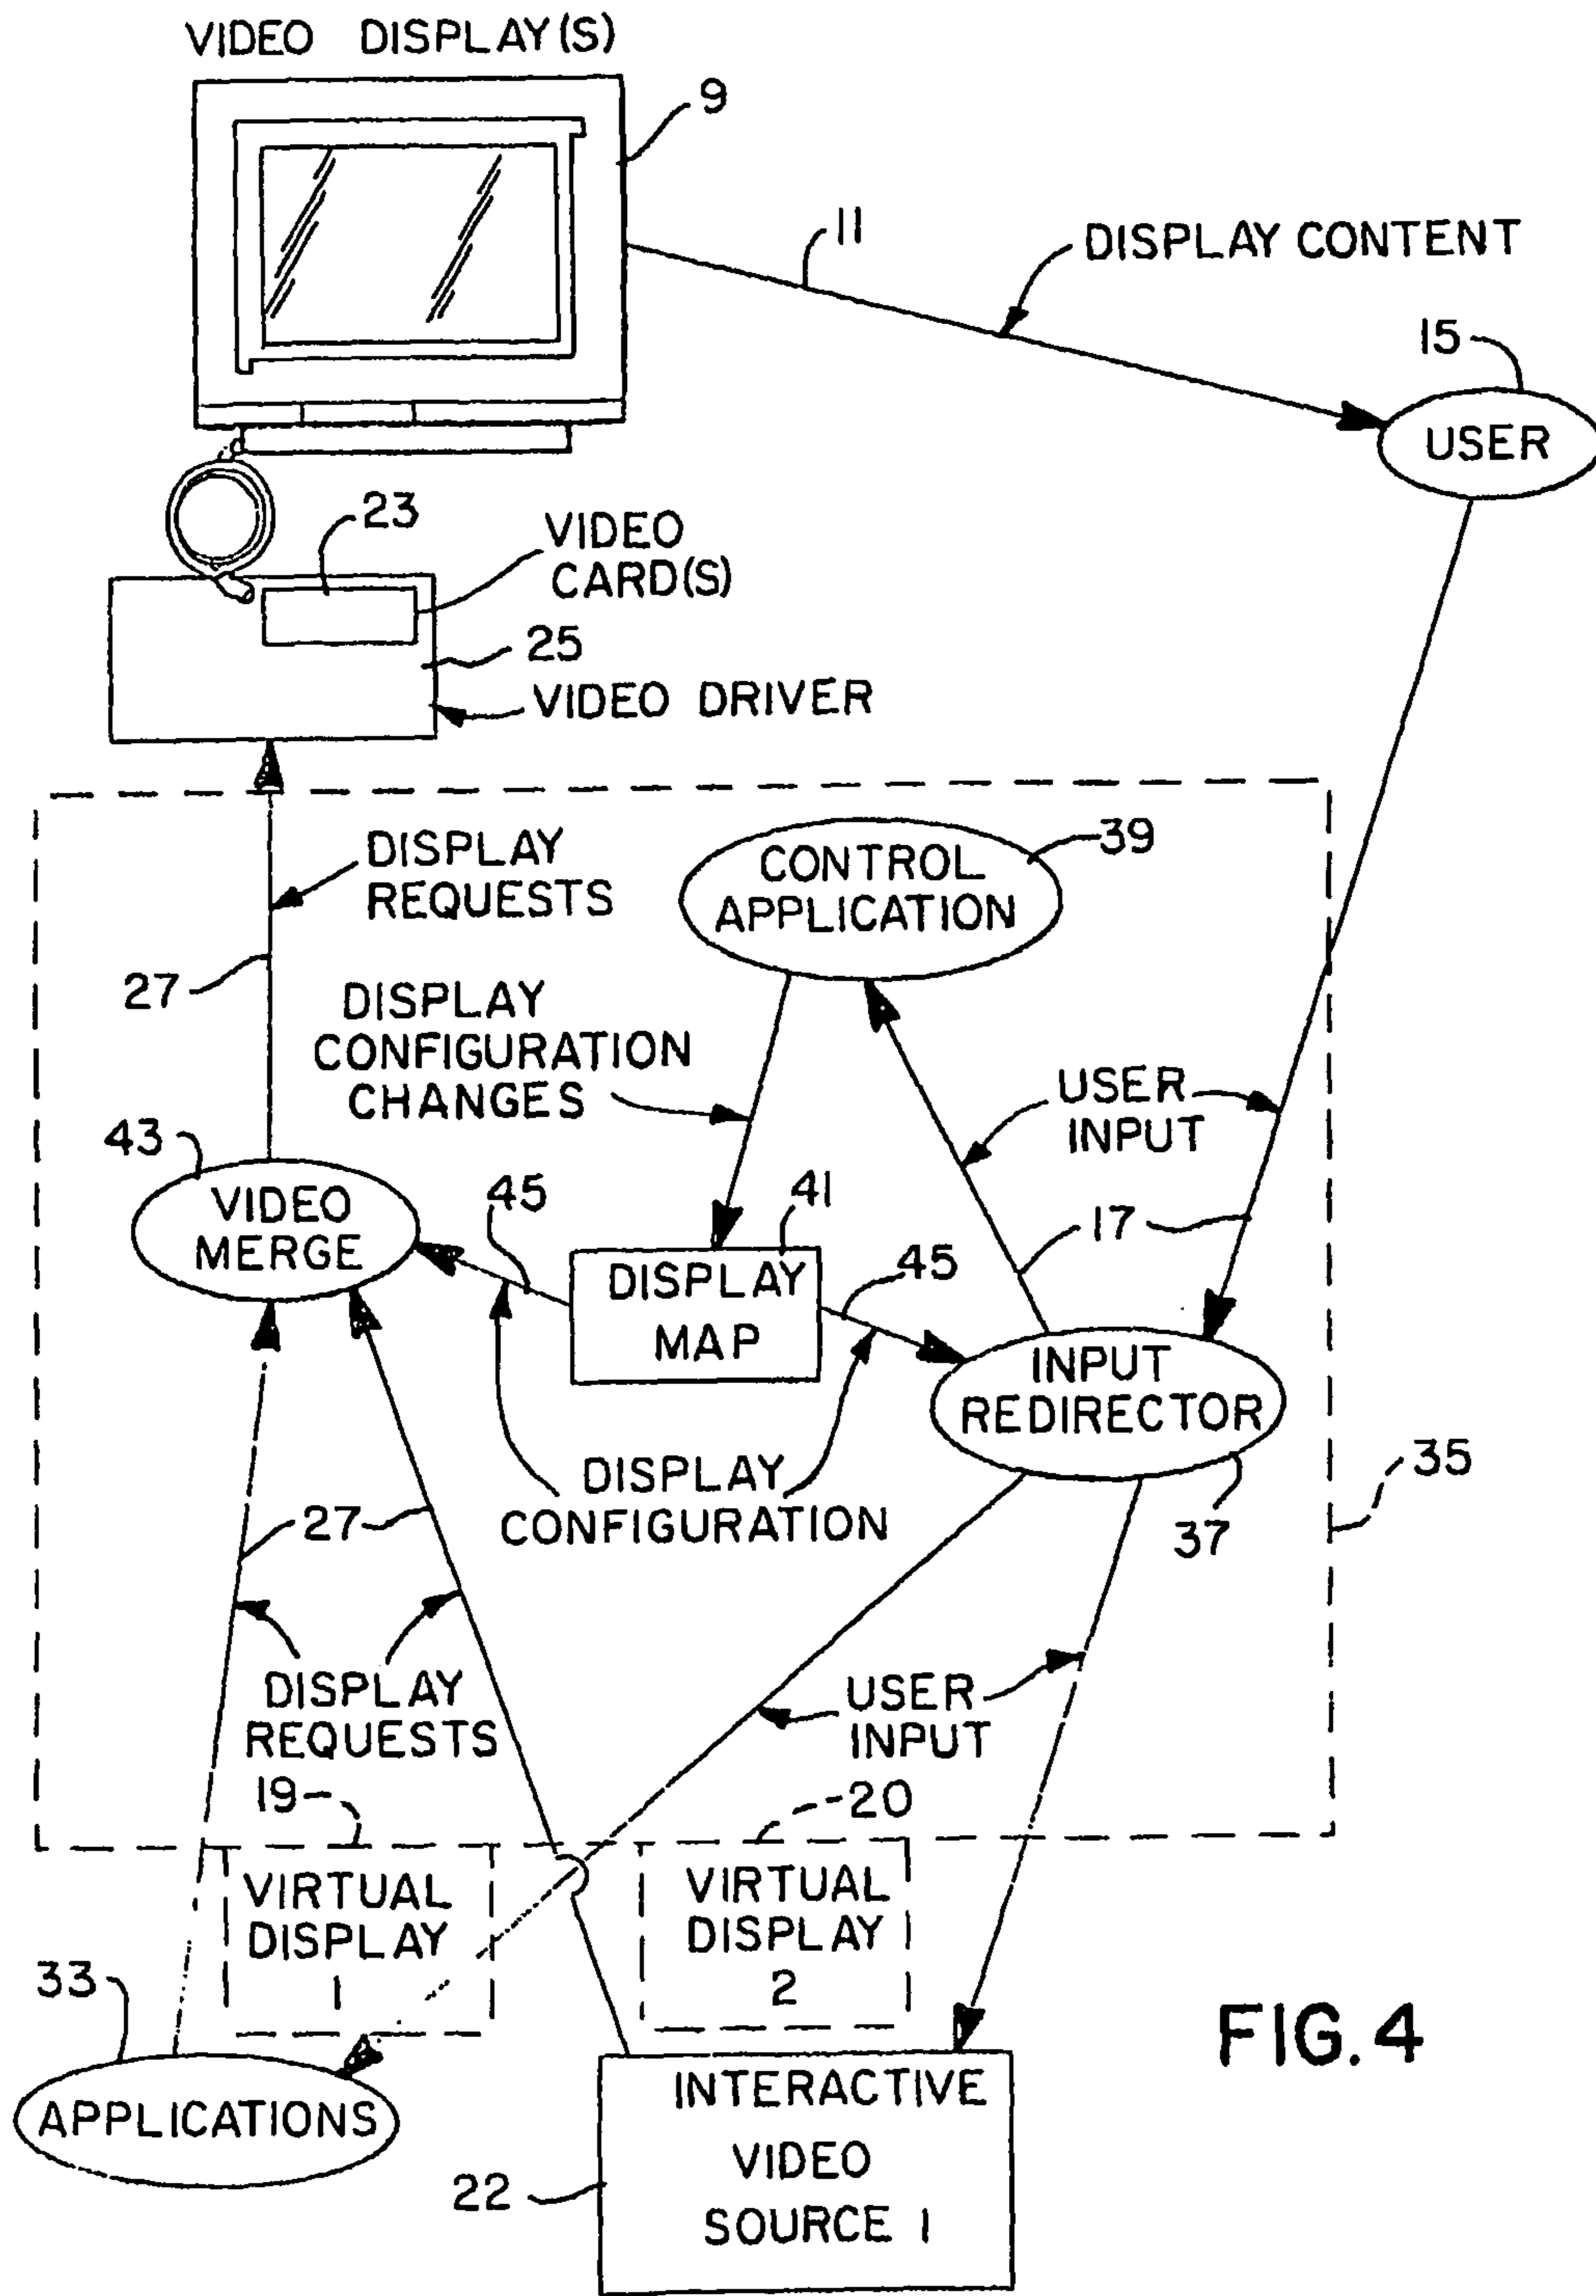 VIDEO DISPLAY(S)
9
11
DISPLAY CONTENT
15
USER
23
VIDEO
CARD(S)
25
VIDEO DRIVER
DISPLAY
REQUESTS
39
CONTROL
APPLICATION
27
DISPLAY
CONFIGURATION
CHANGES
USER
INPUT
43
VIDEO
MERGE
45
41
17
DISPLAY
MAP
45
INPUT
REDIRECTOR
35
DISPLAY
CONFIGURATION
37
27
DISPLAY
REQUESTS
USER
INPUT
19
20
VIRTUAL
DISPLAY
1
VIRTUAL
DISPLAY
2
33
FIG. 4
APPLICATIONS
INTERACTIVE
VIDEO
SOURCE 1
22